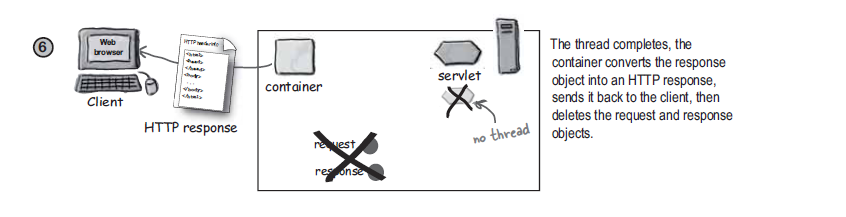 6
Web
browser
Client
HTTP response
container
servlet
no thread
request
response
The thread completes, the
container converts the response
object into an HTTP response,
sends it back to the client, then
deletes the request and response
objects.